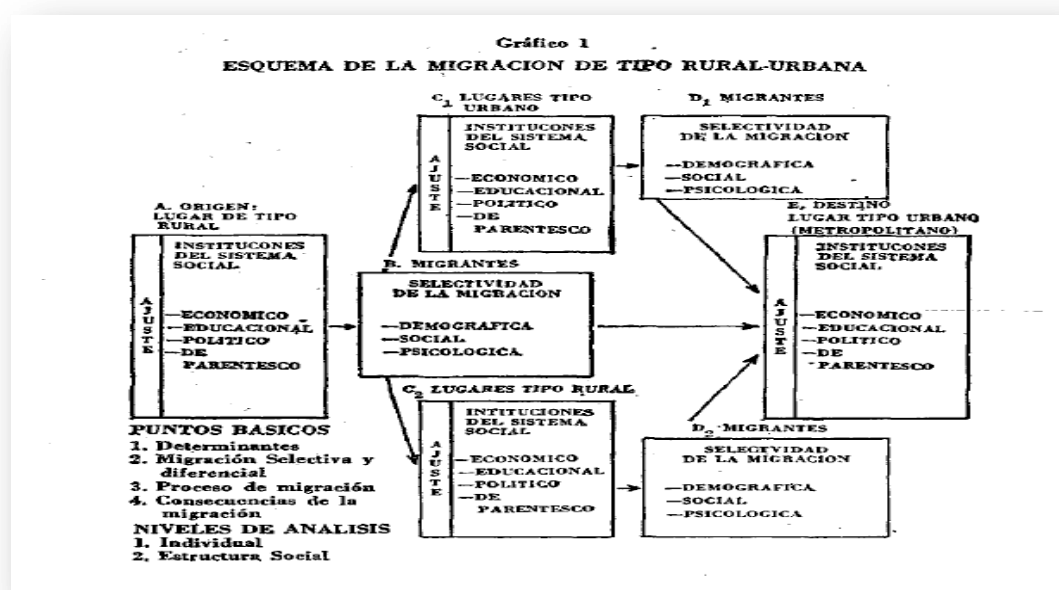 Gráfico 1
ESQUEMA DE LA MIGRACION DE TIPO RURAL-URBANA
A. ORIGEN:
LUGAR DE TIPO
RURAL
AJUSTE
INSTITUCONES
DEL SISTEMA
SOCIAL
—ECONOMICO
—EDUCACIONAL
—POLITICO
—DE
PARENTESCO
B. MIGRANTES
SELECTIVIDAD
DE LA MIGRACION
—DEMOGRAFICA
—SOCIAL
—PSICOLOGICA
C1 LUGARES TIPO
URBANO
AJUSTE
INSTITUCONES
DEL SISTEMA
SOCIAL
—ECONOMICO
—EDUCACIONAL
—POLITICO
—DE
PARENTESCO
D1 MIGRANTES
SELECTIVIDAD
DE LA MIGRACION
—DEMOGRAFICA
—SOCIAL
—PSICOLOGICA
C2 LUGARES TIPO RURAL
AJUSTE
INTITUCIONES
DEL SISTEMA
SOCIAL
—ECONOMICO
—EDUCACIONAL
—POLITICO
—DE
PARENTESCO
D2 MIGRANTES
SELECTIVIDAD
DE LA MIGRACION
—DEMOGRAFICA
—SOCIAL
—PSICOLOGICA
E. DESTINO
LUGAR TIPO URBANO
(METROPOLITANO)
AJUSTE
INSTITUCONES
DEL SISTEMA
SOCIAL
—ECONOMICO
—EDUCACIONAL
—POLITICO
—DE
PARENTESCO
PUNTOS BASICOS
1. Determinantes
2. Migración Selectiva y
diferencial
3. Proceso de migración
4. Consecuencias de la
migración
NIVELES DE ANALISIS
1. Individual
2. Estructura Social